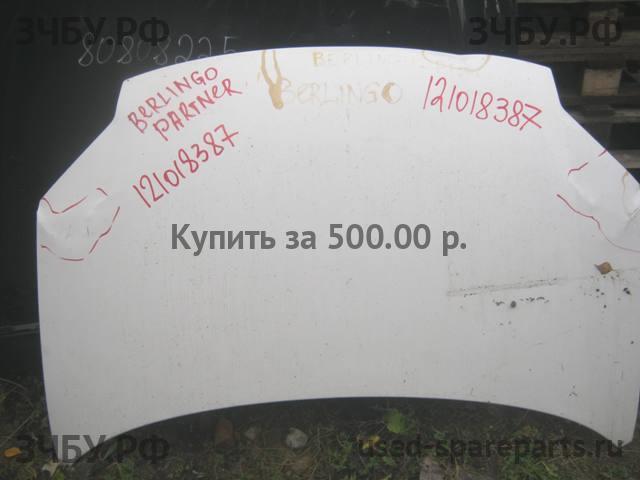 ЗЧБУ.РФ
ЗЧБУ.РФ
80808225
BERLINGO
BERLINGO
PARTNER
BERLINGO
121018387
121018387
Купить за 500.00 р.
ЗЧБУ.РФ
used-spareparts.ru